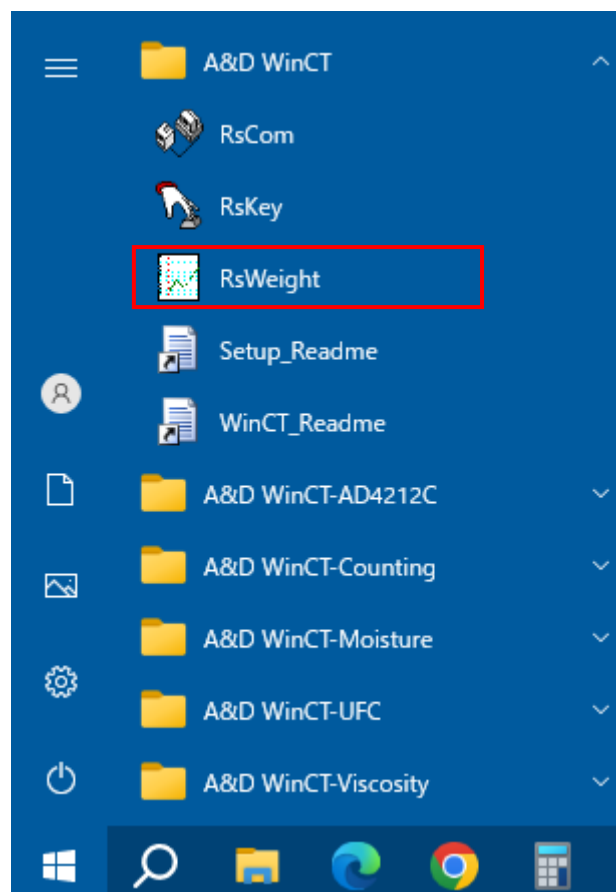 A&D WinCT
RsCom
RsKey
RsWeight
Setup_Readme
WinCT_Readme
A&D WinCT-AD4212C
A&D WinCT-Counting
A&D WinCT-Moisture
A&D WinCT-UFC
A&D WinCT-Viscosity